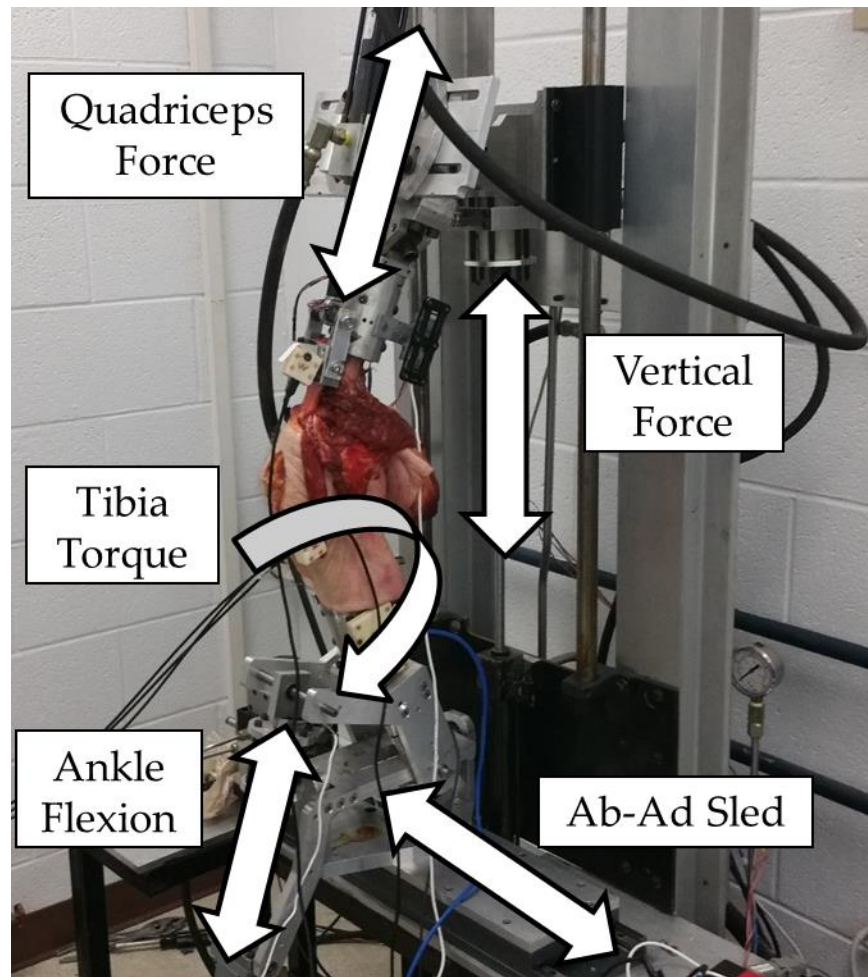 Quadriceps
Force
Vertical
Force
Tibia
Torque
Ankle
Flexion
Ab-Ad Sled